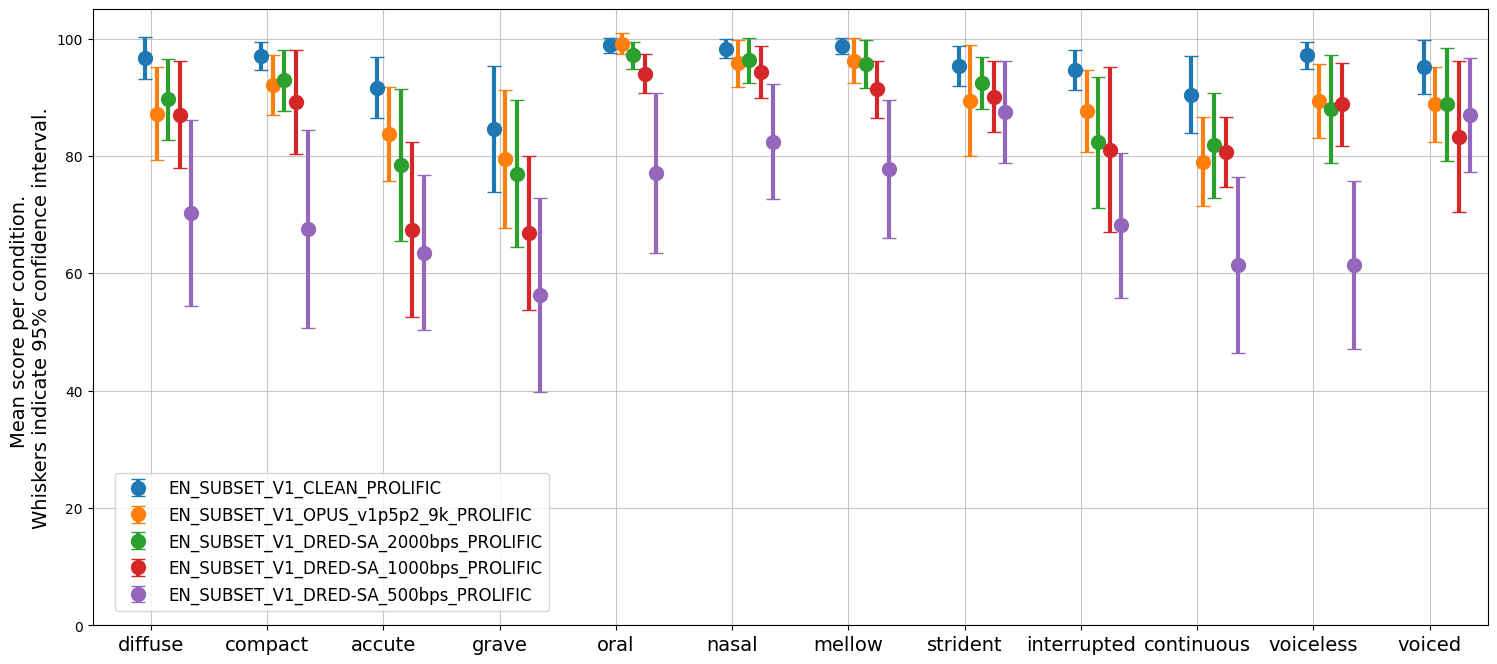 Mean score per condition.
Whiskers indicate 95% confidence interval.
100
80
60
40
20
0
EN_SUBSET_V1_CLEAN_PROLIFIC
EN_SUBSET_V1_OPUS_v1p5p2_9k_PROLIFIC
EN_SUBSET_V1_DRED-SA_2000bps_PROLIFIC
EN_SUBSET_V1_DRED-SA_1000bps_PROLIFIC
EN_SUBSET_V1_DRED-SA_500bps_PROLIFIC
diffuse compact accute grave oral nasal mellow strident interrupted continuous voiceless voiced